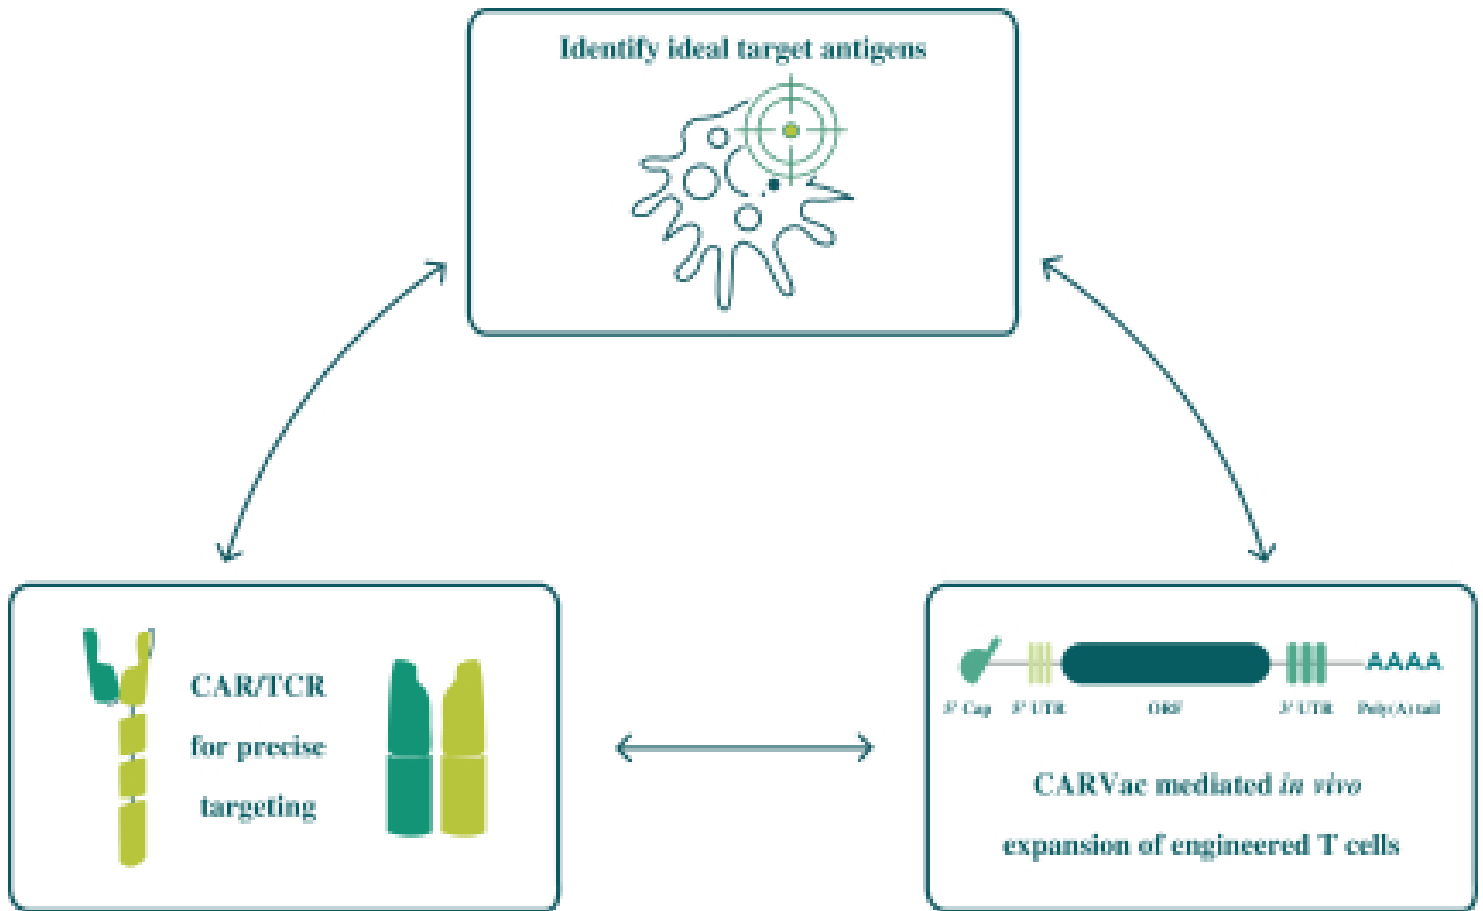 Identify ideal target antigens
CAR/TCR
for precise
targeting
AAAA
5' Cap
5' UTR
ORF
3' UTR
Poly(A) tail
CARVac mediated in vivo
expansion of engineered T cells